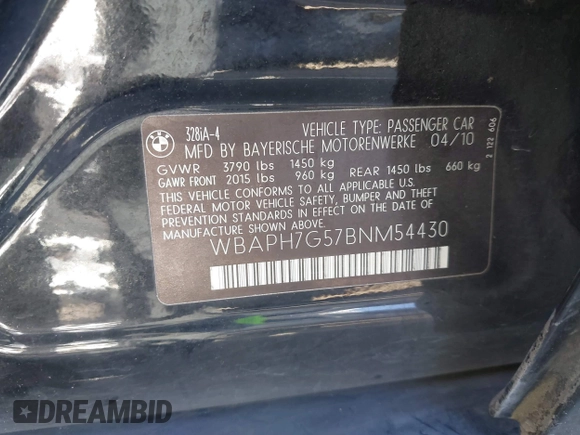 BMW
328iA-4 VEHICLE TYPE: PASSENGER CAR
MFD BY BAYERISCHE MOTORENWERKE 04/10
GVWR 3790 lbs 1450 kg
GAWR FRONT 2015 lbs 960 kg REAR 1450 lbs 660 kg
THIS VEHICLE CONFORMS TO ALL APPLICABLE U.S.
FEDERAL MOTOR VEHICLE SAFETY, BUMPER, AND THEFT
PREVENTION STANDARDS IN EFFECT ON THE DATE OF
MANUFACTURE SHOWN ABOVE.
WBAPH7G57BNM54430
2 122 606
DREAMBID